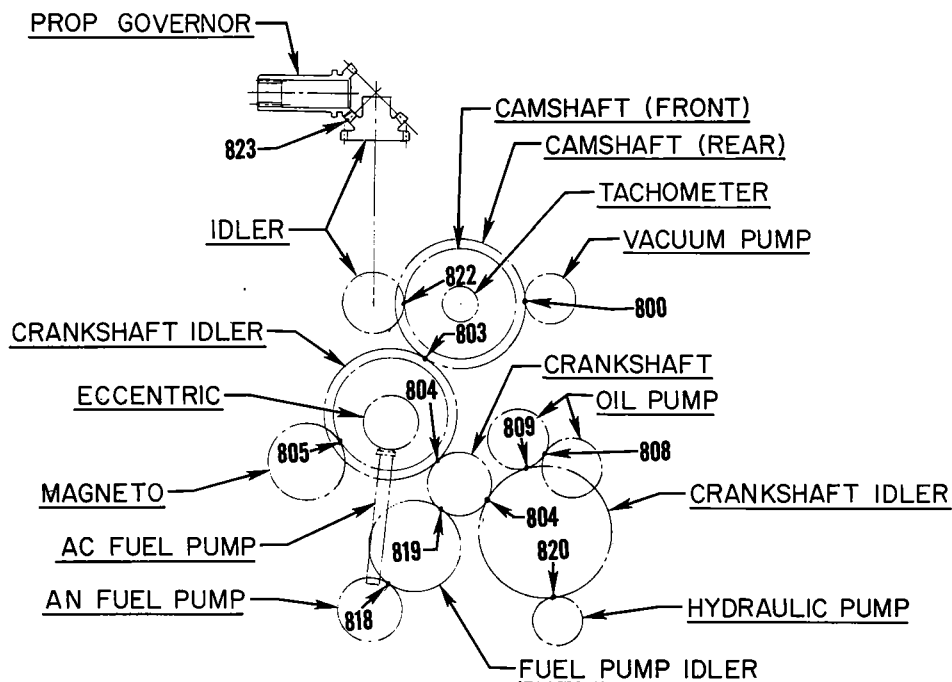 PROP GOVERNOR
823
CAMSHAFT (FRONT)
CAMSHAFT (REAR)
TACHOMETER
IDLER
VACUUM PUMP
822
800
CRANKSHAFT IDLER
803
CRANKSHAFT
ECCENTRIC
804
OIL PUMP
809
805
808
MAGNETO
CRANKSHAFT IDLER
804
AC FUEL PUMP
819
820
AN FUEL PUMP
818
HYDRAULIC PUMP
FUEL PUMP IDLER